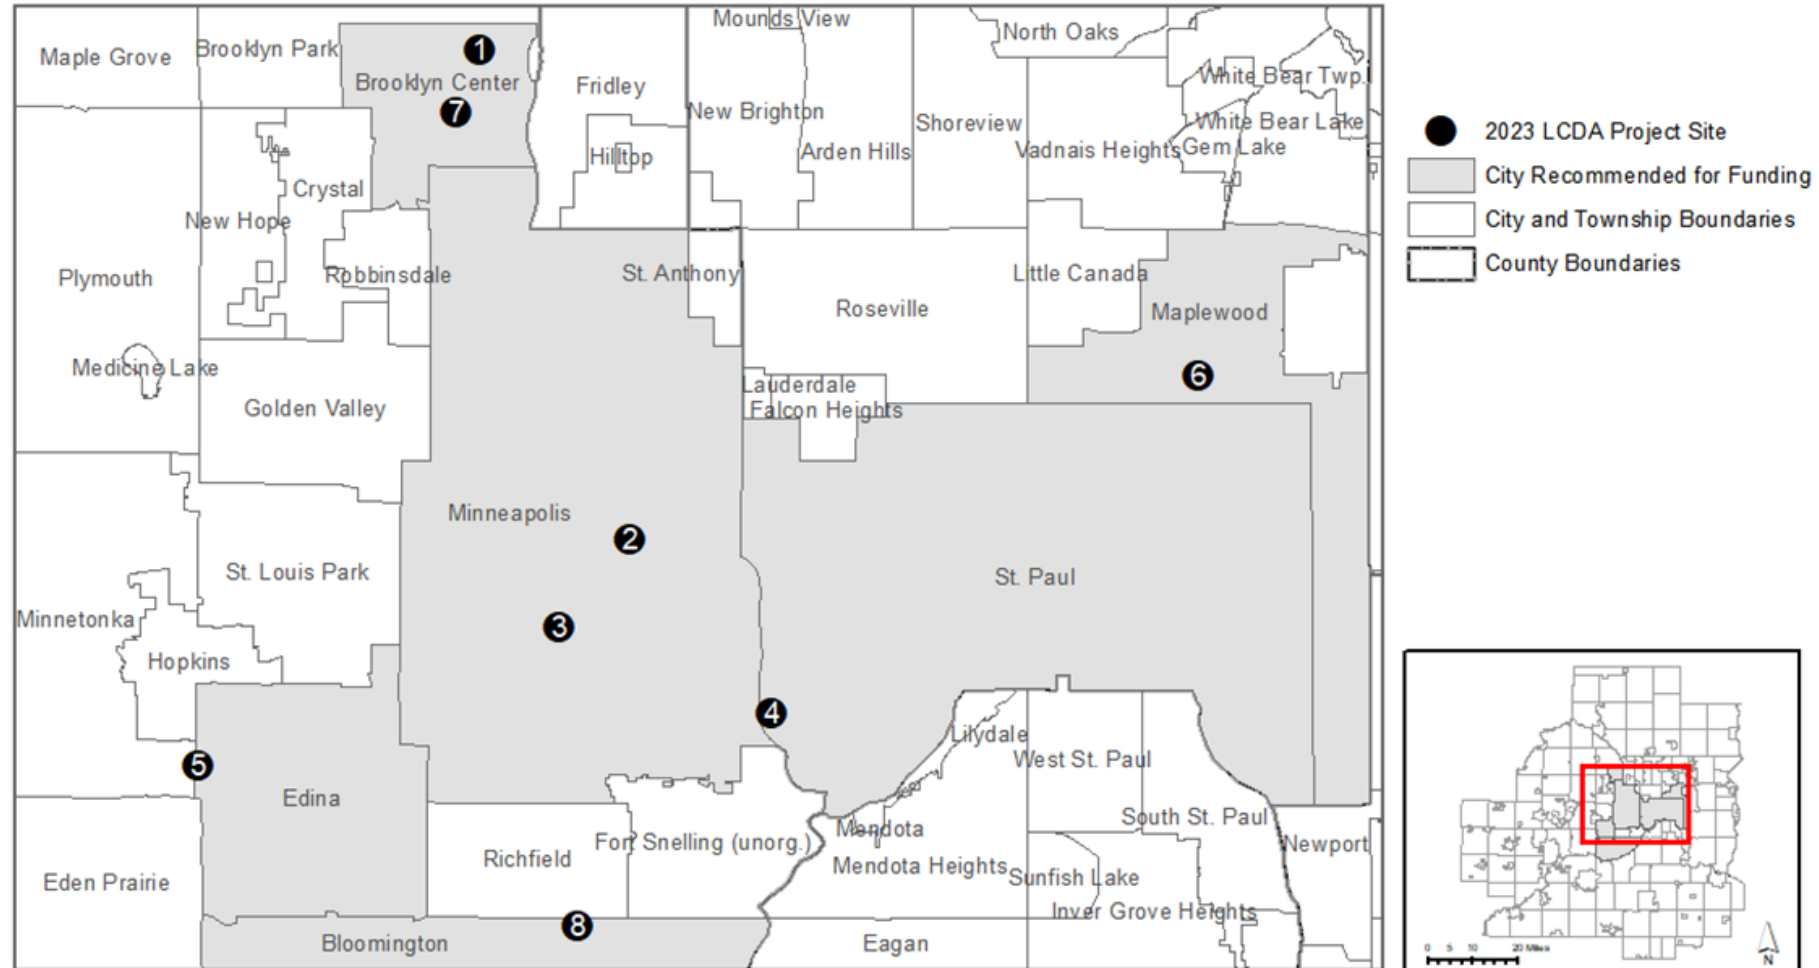 Mounds View
North Oaks
Maple Grove
Brooklyn Park
1
Brooklyn Center
Fridley
White Bear Twp.
7
New Brighton
Shoreview
White Bear Lake
2023 LCDA Project Site
Hilltop
Arden Hills
Vadnais Heights
Gem Lake
City Recommended for Funding
Crystal
New Hope
City and Township Boundaries
Plymouth
Robbinsdale
St. Anthony
Little Canada
County Boundaries
Roseville
Maplewood
Medicine Lake
6
Lauderdale
Golden Valley
Falcon Heights
Minneapolis
2
St. Louis Park
St. Paul
Minnetonka
3
Hopkins
4
Lilydale
5
West St. Paul
Edina
South St. Paul
Mendota
Richfield
Fort Snelling (unorg.)
Newport
Mendota Heights
Eden Prairie
Sunfish Lake
Inver Grove Heights
8
Bloomington
Eagan
0 5 10 20 Miles
N